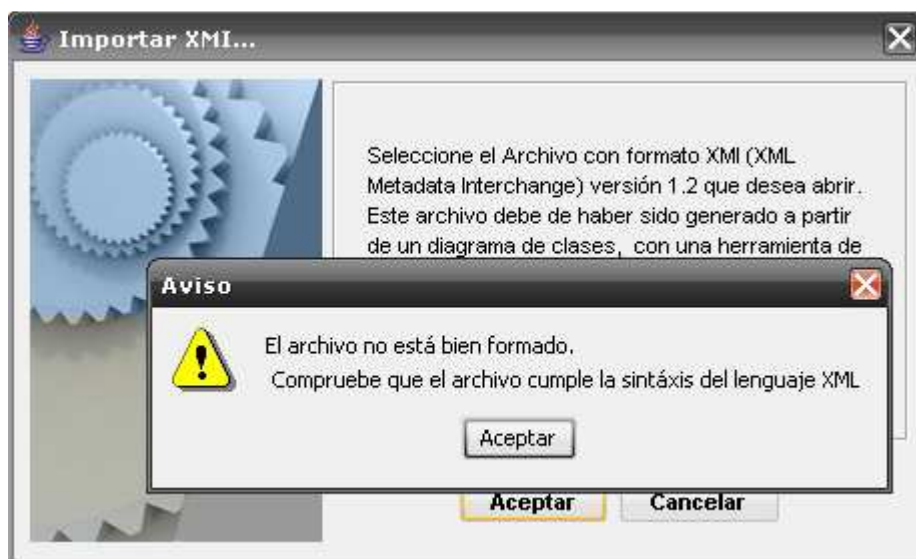 Importar XMI...
Seleccione el Archivo con formato XMI (XML
Metadata Interchange) versión 1.2 que desea abrir.
Este archivo debe de haber sido generado a partir
de un diagrama de clases, con una herramienta de
Aviso
El archivo no está bien formado.
Compruebe que el archivo cumple la sintáxis del lenguaje XML
Aceptar
Aceptar Cancelar